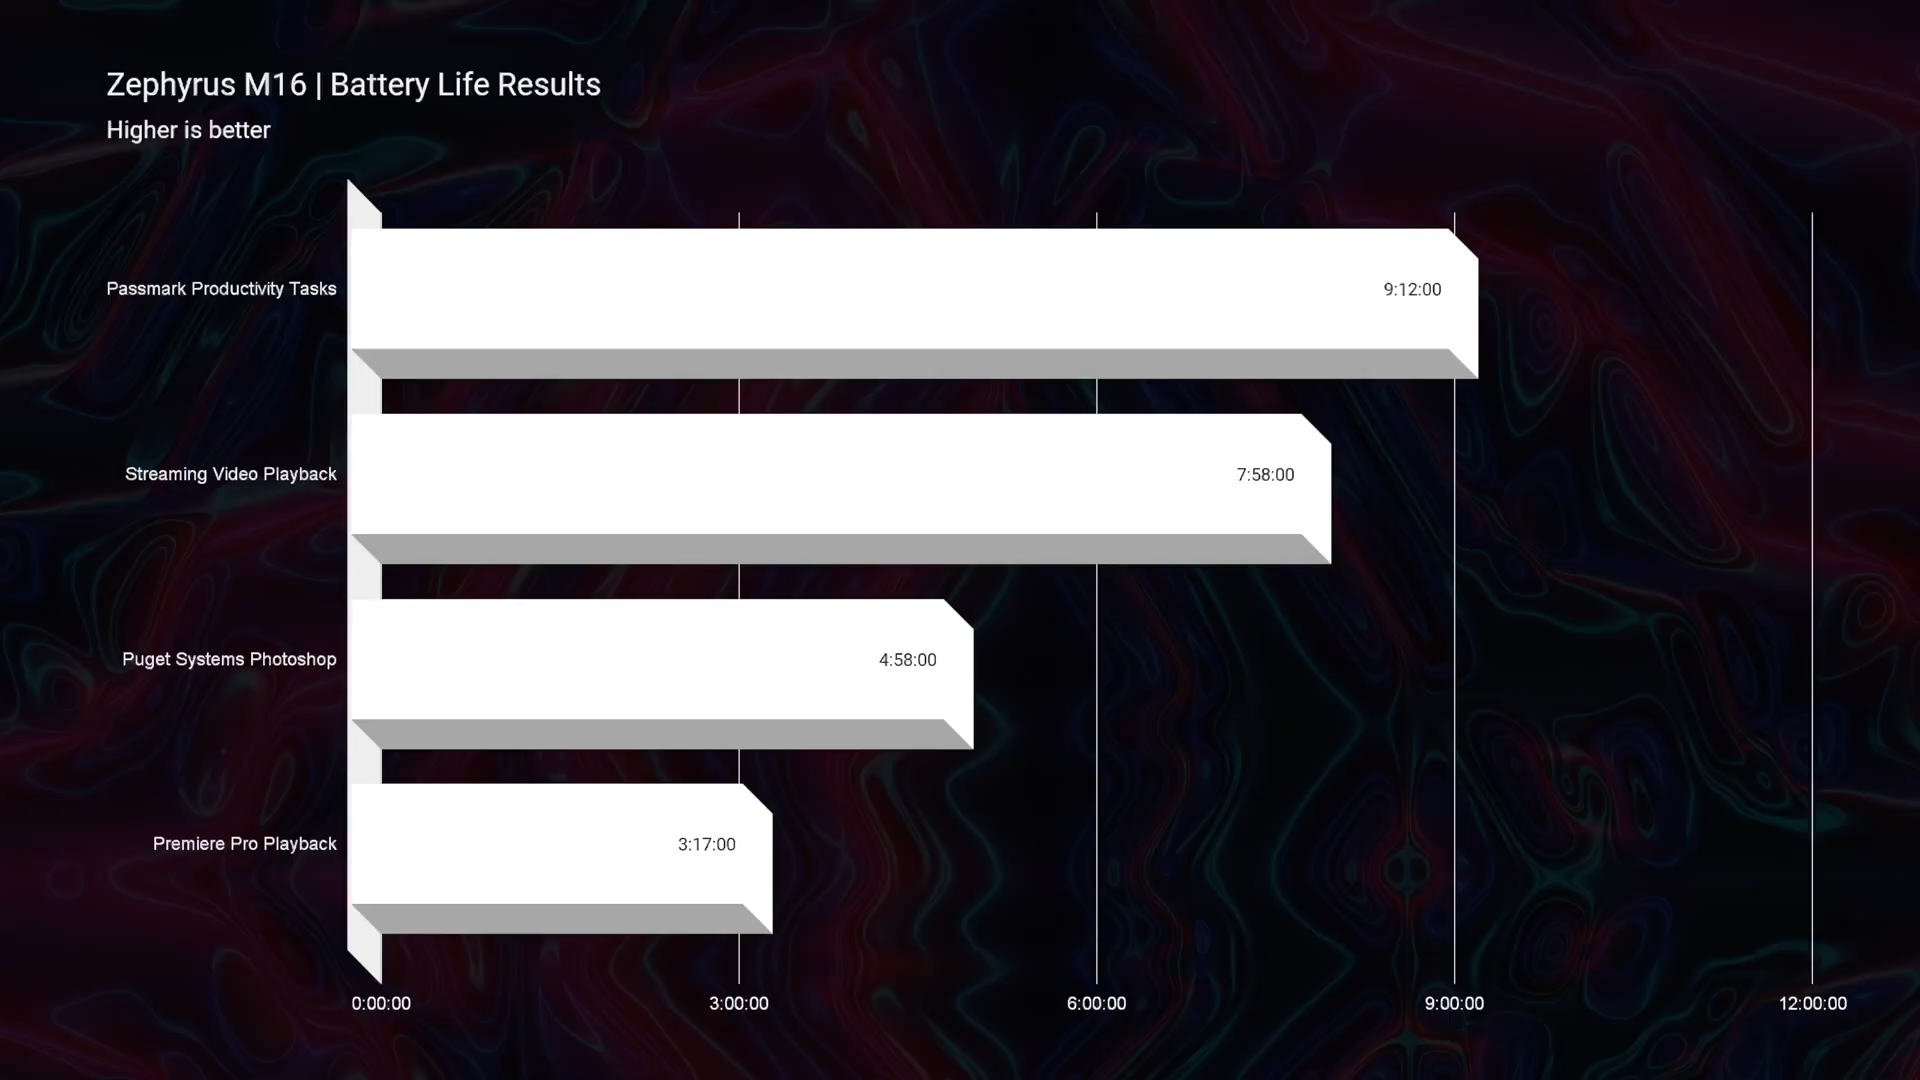 Zephyrus M16 | Battery Life Results
Higher is better
Passmark Productivity Tasks
9:12:00
Streaming Video Playback
7:58:00
Puget Systems Photoshop
4:58:00
Premiere Pro Playback
3:17:00
0:00:00
3:00:00
6:00:00
9:00:00
12:00:00